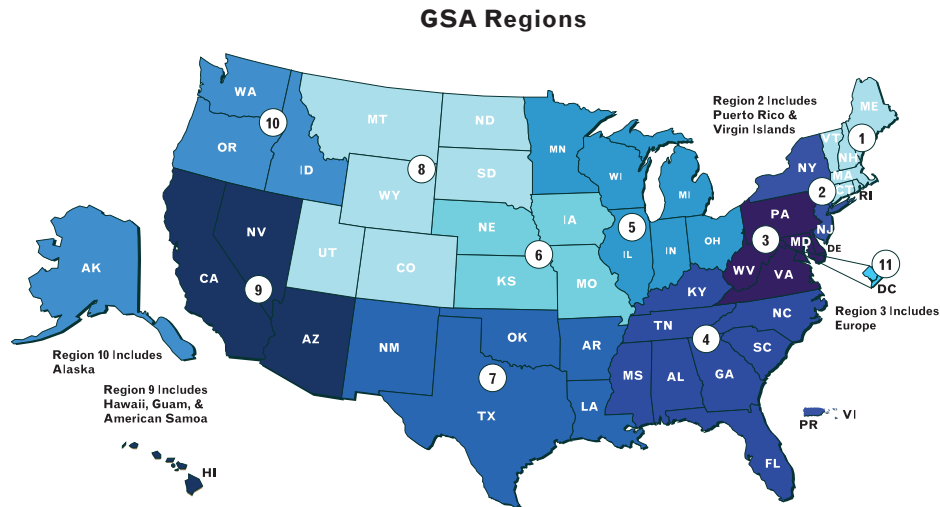 GSA Regions
WA
10
OR
ID
MT
ND
8
SD
WY
MN
WI
MI
Region 2 Includes
Puerto Rico &
Virgin Islands
ME
VT
1
NH
NY
MA
2
CT
RI
NV
UT
CO
NE
IA
6
KS
MO
5
IL
IN
OH
PA
3
NJ
MD
DE
WV
VA
11
DC
Region 3 Includes
Europe
AK
CA
9
AZ
NM
OK
7
TX
AR
LA
KY
TN
NC
4
SC
MS
AL
GA
FL
PR
VI
Region 10 Includes
Alaska
Region 9 Includes
Hawaii, Guam, &
American Samoa
HI